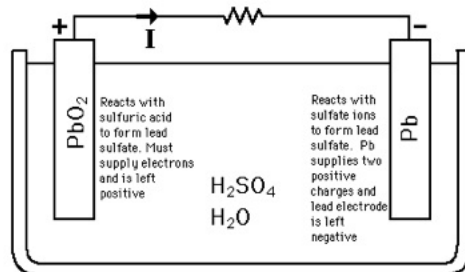 +
I
−
PbO2
Reacts with
sulfuric acid
to form lead
sulfate. Must
supply electrons
and is left
positive
H2SO4
H2O
Reacts with
sulfate ions
to form lead
sulfate. Pb
supplies two
positive
charges and
lead electrode
is left
negative
Pb